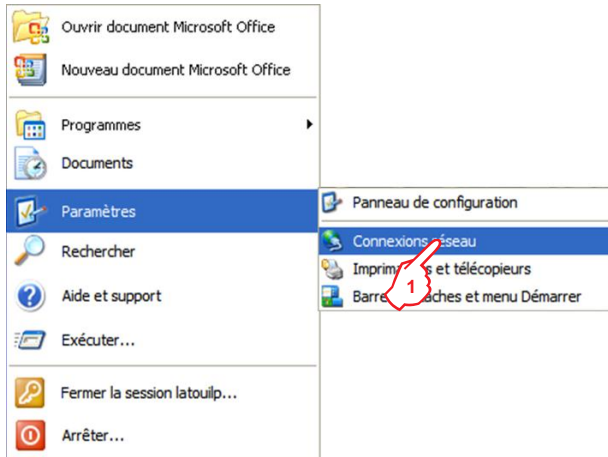 Ouvrir document Microsoft Office
Nouveau document Microsoft Office
Programmes
Documents
Paramètres
Panneau de configuration
Connexions réseau
Rechercher
et télécopieurs
Aide et support
1
et menu Démarrer
Exécuter...
Fermer la session latouilp...
Arrêter...